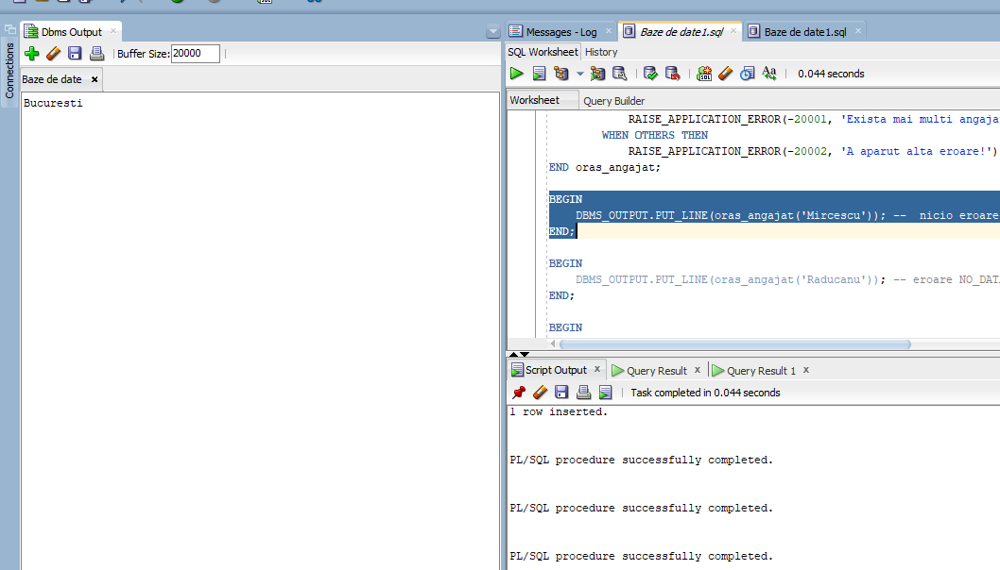 Connections
Dbms Output
Buffer Size: 20000
Baze de date
Bucuresti
Messages - Log
Baze de date1.sql
Baze de date1.sql
SQL Worksheet History
0.044 seconds
Worksheet Query Builder
RAISE_APPLICATION_ERROR(-20001, 'Exista mai multi angaja
WHEN OTHERS THEN
RAISE_APPLICATION_ERROR(-20002, 'A aparut alta eroare!')
END oras_angajat;
BEGIN
DBMS_OUTPUT.PUT_LINE(oras_angajat('Mircescu')); -- nicio eroare
END;
BEGIN
DBMS_OUTPUT.PUT_LINE(oras_angajat('Raducanu')); -- eroare NO_DAT
END;
BEGIN
Script Output
Query Result
Query Result 1
Task completed in 0.044 seconds
1 row inserted.
PL/SQL procedure successfully completed.
PL/SQL procedure successfully completed.
PL/SQL procedure successfully completed.